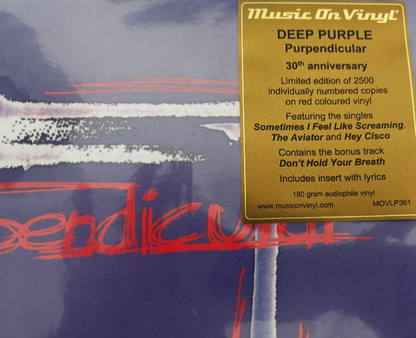 Music On Vinyl
DEEP PURPLE
Purpendicular
30th anniversary
Limited edition of 2500
individually numbered copies
on red coloured vinyl
Featuring the singles
Sometimes I Feel Like Screaming,
The Aviator and Hey Cisco
Contains the bonus track
Don't Hold Your Breath
Includes insert with lyrics
180 gram audiophile vinyl
www.musiconvinyl.com MOVLP361
pendicular